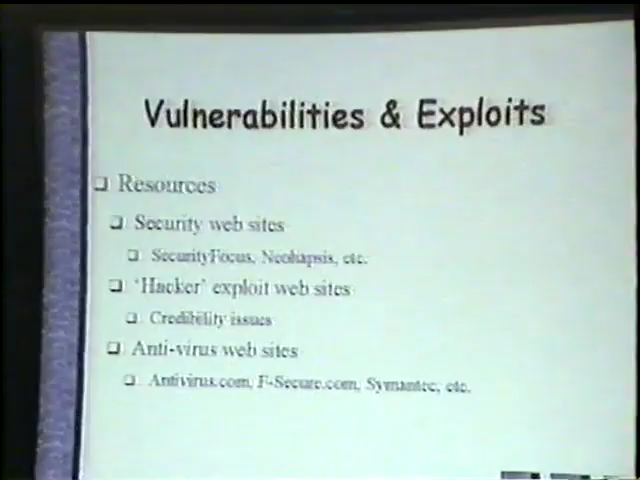 Vulnerabilities & Exploits
Resources
Security web sites
SecurityFocus, Neohapsis, etc.
'Hacker' exploit web sites
Credibility issues
Anti-virus web sites
Antivirus.com, F-Secure.com, Symantec, etc.